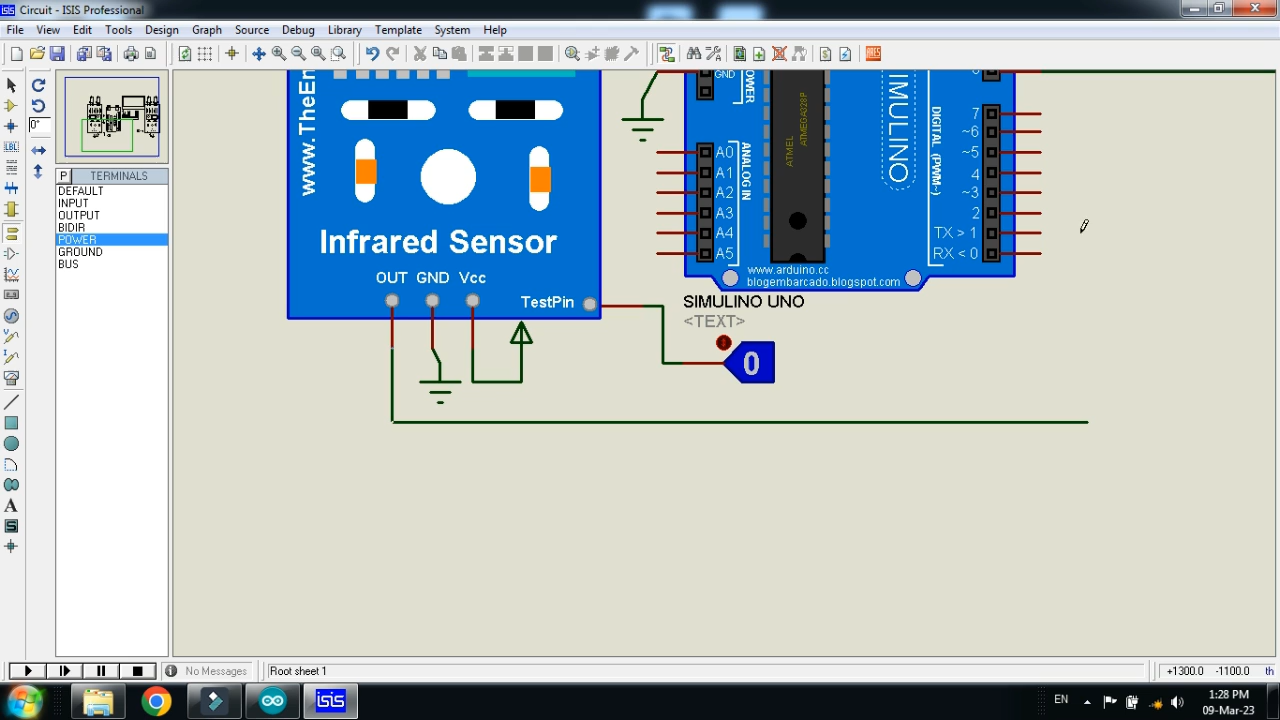 Circuit - ISIS Professional
File View Edit Tools Design Graph Source Debug Library Template System Help
0°
P TERMINALS
DEFAULT
INPUT
OUTPUT
BIDIR
POWER
GROUND
BUS
LBL
A
S
www.TheEn
Infrared Sensor
OUT GND Vcc
TestPin
GND
POWER
A0
A1
A2
A3
A4
A5
ANALOG IN
ATMEL
ATMEGA328P
SIMULINO
DIGITAL (PWM~)
7
~6
~5
4
~3
2
TX > 1
RX < 0
www.arduino.cc
blogembarcado.blogspot.com
SIMULINO UNO
<TEXT>
0
No Messages
Root sheet 1
+1300.0 -1100.0 th
isis
EN
1:28 PM
09-Mar-23